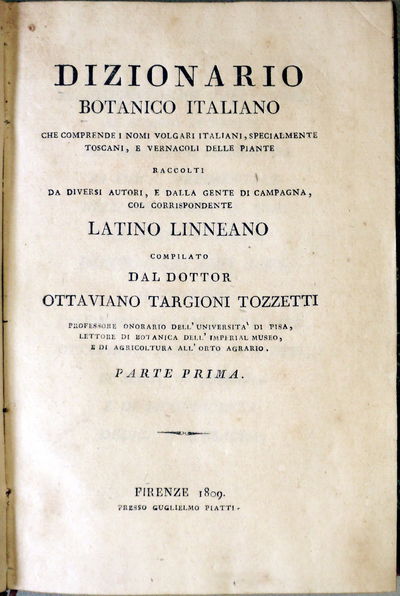 DIZIONARIO
BOTANICO ITALIANO
CHE COMPRENDE I NOMI VOLGARI ITALIANI, SPECIALMENTE
TOSCANI, E VERNACOLI DELLE PIANTE
RACCOLTI
DA DIVERSI AUTORI, E DALLA GENTE DI CAMPAGNA,
COL CORRISPONDENTE
LATINO LINNEANO
COMPILATO
DAL DOTTOR
OTTAVIANO TARGIONI TOZZETTI
PROFESSORE ONORARIO DELL'UNIVERSITA' DI PISA,
LETTORE DI BOTANICA DELL'IMPERIAL MUSEO,
E DI AGRICOLTURA ALL'ORTO AGRARIO.
PARTE PRIMA.
FIRENZE 1809.
PRESSO GUGLIELMO PIATTI.